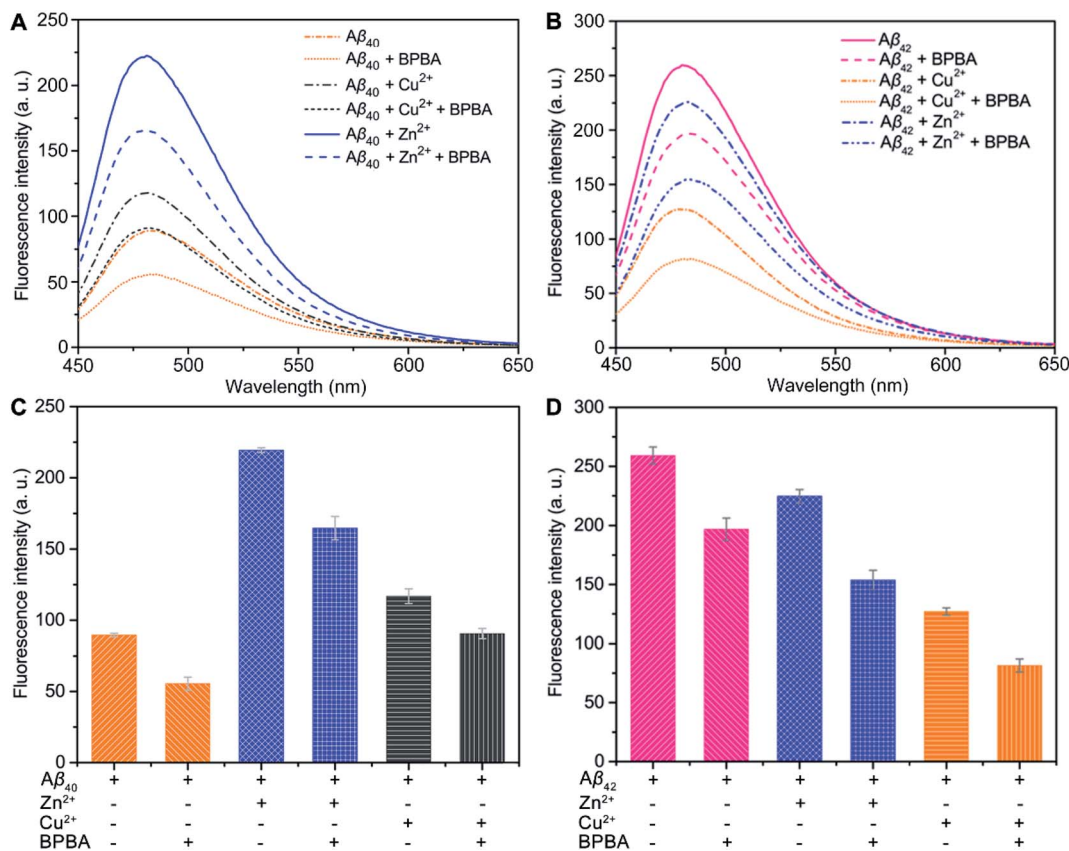 A
Fluorescence intensity (a. u.)
250
200
150
100
50
0
450
500
550
600
650
Wavelength (nm)
Aβ40
Aβ40 + BPBA
Aβ40 + Cu2+
Aβ40 + Cu2+ + BPBA
Aβ40 + Zn2+
Aβ40 + Zn2+ + BPBA
B
Fluorescence intensity (a. u.)
300
250
200
150
100
50
0
450
500
550
600
650
Wavelength (nm)
Aβ42
Aβ42 + BPBA
Aβ42 + Cu2+
Aβ42 + Cu2+ + BPBA
Aβ42 + Zn2+
Aβ42 + Zn2+ + BPBA
C
Fluorescence intensity (a. u.)
250
200
150
100
50
0
Aβ40 + + + + + +
Zn2+ - - + + - -
Cu2+ - - - - + +
BPBA - + - + - +
D
Fluorescence intensity (a. u.)
300
250
200
150
100
50
0
Aβ42 + + + + + +
Zn2+ - - + + - -
Cu2+ - - - - + +
BPBA - + - + - +